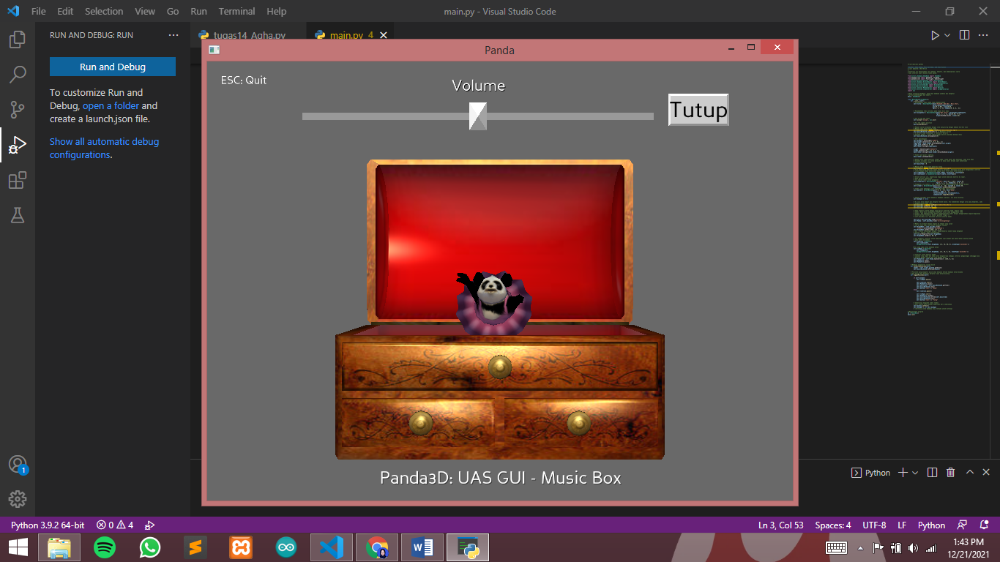 File Edit Selection View Go Run Terminal Help
main.py - Visual Studio Code
RUN AND DEBUG: RUN
tugas14_Agha.py
main.py 4
Run and Debug
To customize Run and
Debug, open a folder and
create a launch.json file.
Show all automatic debug
configurations.
Panda
ESC: Quit
Volume
Tutup
Panda3D: UAS GUI - Music Box
Python
1
Python 3.9.2 64-bit
0
4
Ln 3, Col 53
Spaces: 4
UTF-8
LF
Python
1:43 PM
12/21/2021